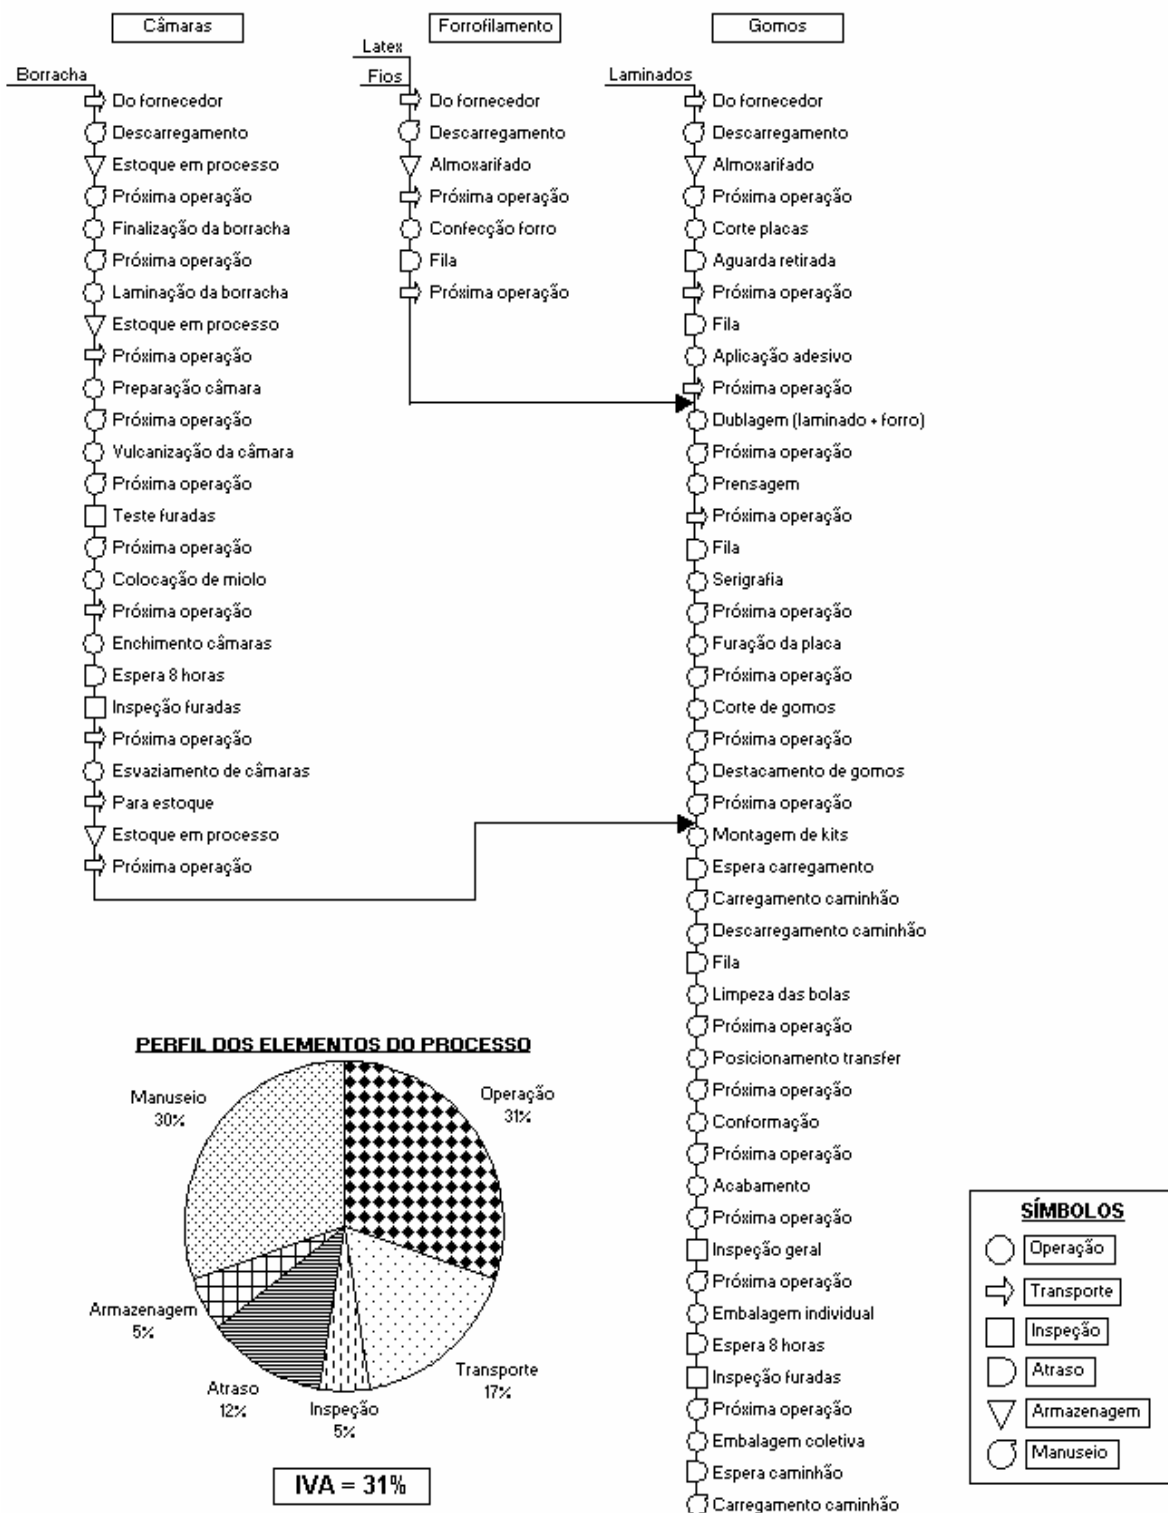 Câmaras
Borracha
Do fornecedor
Descarregamento
Estoque em processo
Próxima operação
Finalização da borracha
Próxima operação
Laminação da borracha
Estoque em processo
Próxima operação
Preparação câmara
Próxima operação
Vulcanização da câmara
Próxima operação
Teste furadas
Próxima operação
Colocação de miolo
Próxima operação
Enchimento câmaras
Espera 8 horas
Inspeção furadas
Próxima operação
Esvaziamento de câmaras
Para estoque
Estoque em processo
Próxima operação
Forrofilamento
Latex
Fios
Do fornecedor
Descarregamento
Almoxarifado
Próxima operação
Confecção forro
Fila
Próxima operação
Gomos
Laminados
Do fornecedor
Descarregamento
Almoxarifado
Próxima operação
Corte placas
Aguarda retirada
Próxima operação
Fila
Aplicação adesivo
Próxima operação
Dublagem (laminado + forro)
Próxima operação
Prensagem
Próxima operação
Fila
Serigrafia
Próxima operação
Furação da placa
Próxima operação
Corte de gomos
Próxima operação
Destacamento de gomos
Próxima operação
Montagem de kits
Espera carregamento
Carregamento caminhão
Descarregamento caminhão
Fila
Limpeza das bolas
Próxima operação
Posicionamento transfer
Próxima operação
Conformação
Próxima operação
Acabamento
Próxima operação
Inspeção geral
Próxima operação
Embalagem individual
Espera 8 horas
Inspeção furadas
Próxima operação
Embalagem coletiva
Espera caminhão
Carregamento caminhão
PERFIL DOS ELEMENTOS DO PROCESSO
Manuseio
30%
Operação
31%
Armazenagem
5%
Atraso
12%
Inspeção
5%
Transporte
17%
IVA = 31%
SÍMBOLOS
Operação
Transporte
Inspeção
Atraso
Armazenagem
Manuseio